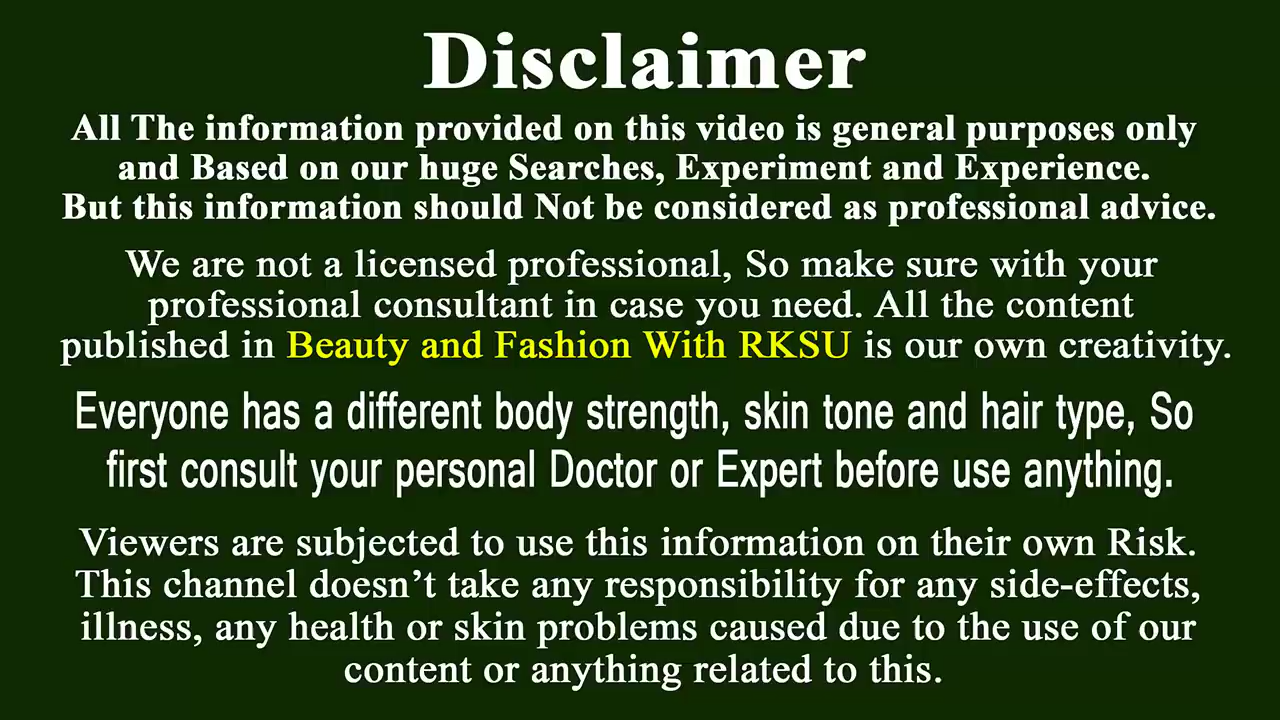 Disclaimer
All The information provided on this video is general purposes only
and Based on our huge Searches, Experiment and Experience.
But this information should Not be considered as professional advice.
We are not a licensed professional, So make sure with your
professional consultant in case you need. All the content
published in Beauty and Fashion With RKSU is our own creativity.
Everyone has a different body strength, skin tone and hair type, So
first consult your personal Doctor or Expert before use anything.
Viewers are subjected to use this information on their own Risk.
This channel doesn’t take any responsibility for any side-effects,
illness, any health or skin problems caused due to the use of our
content or anything related to this.